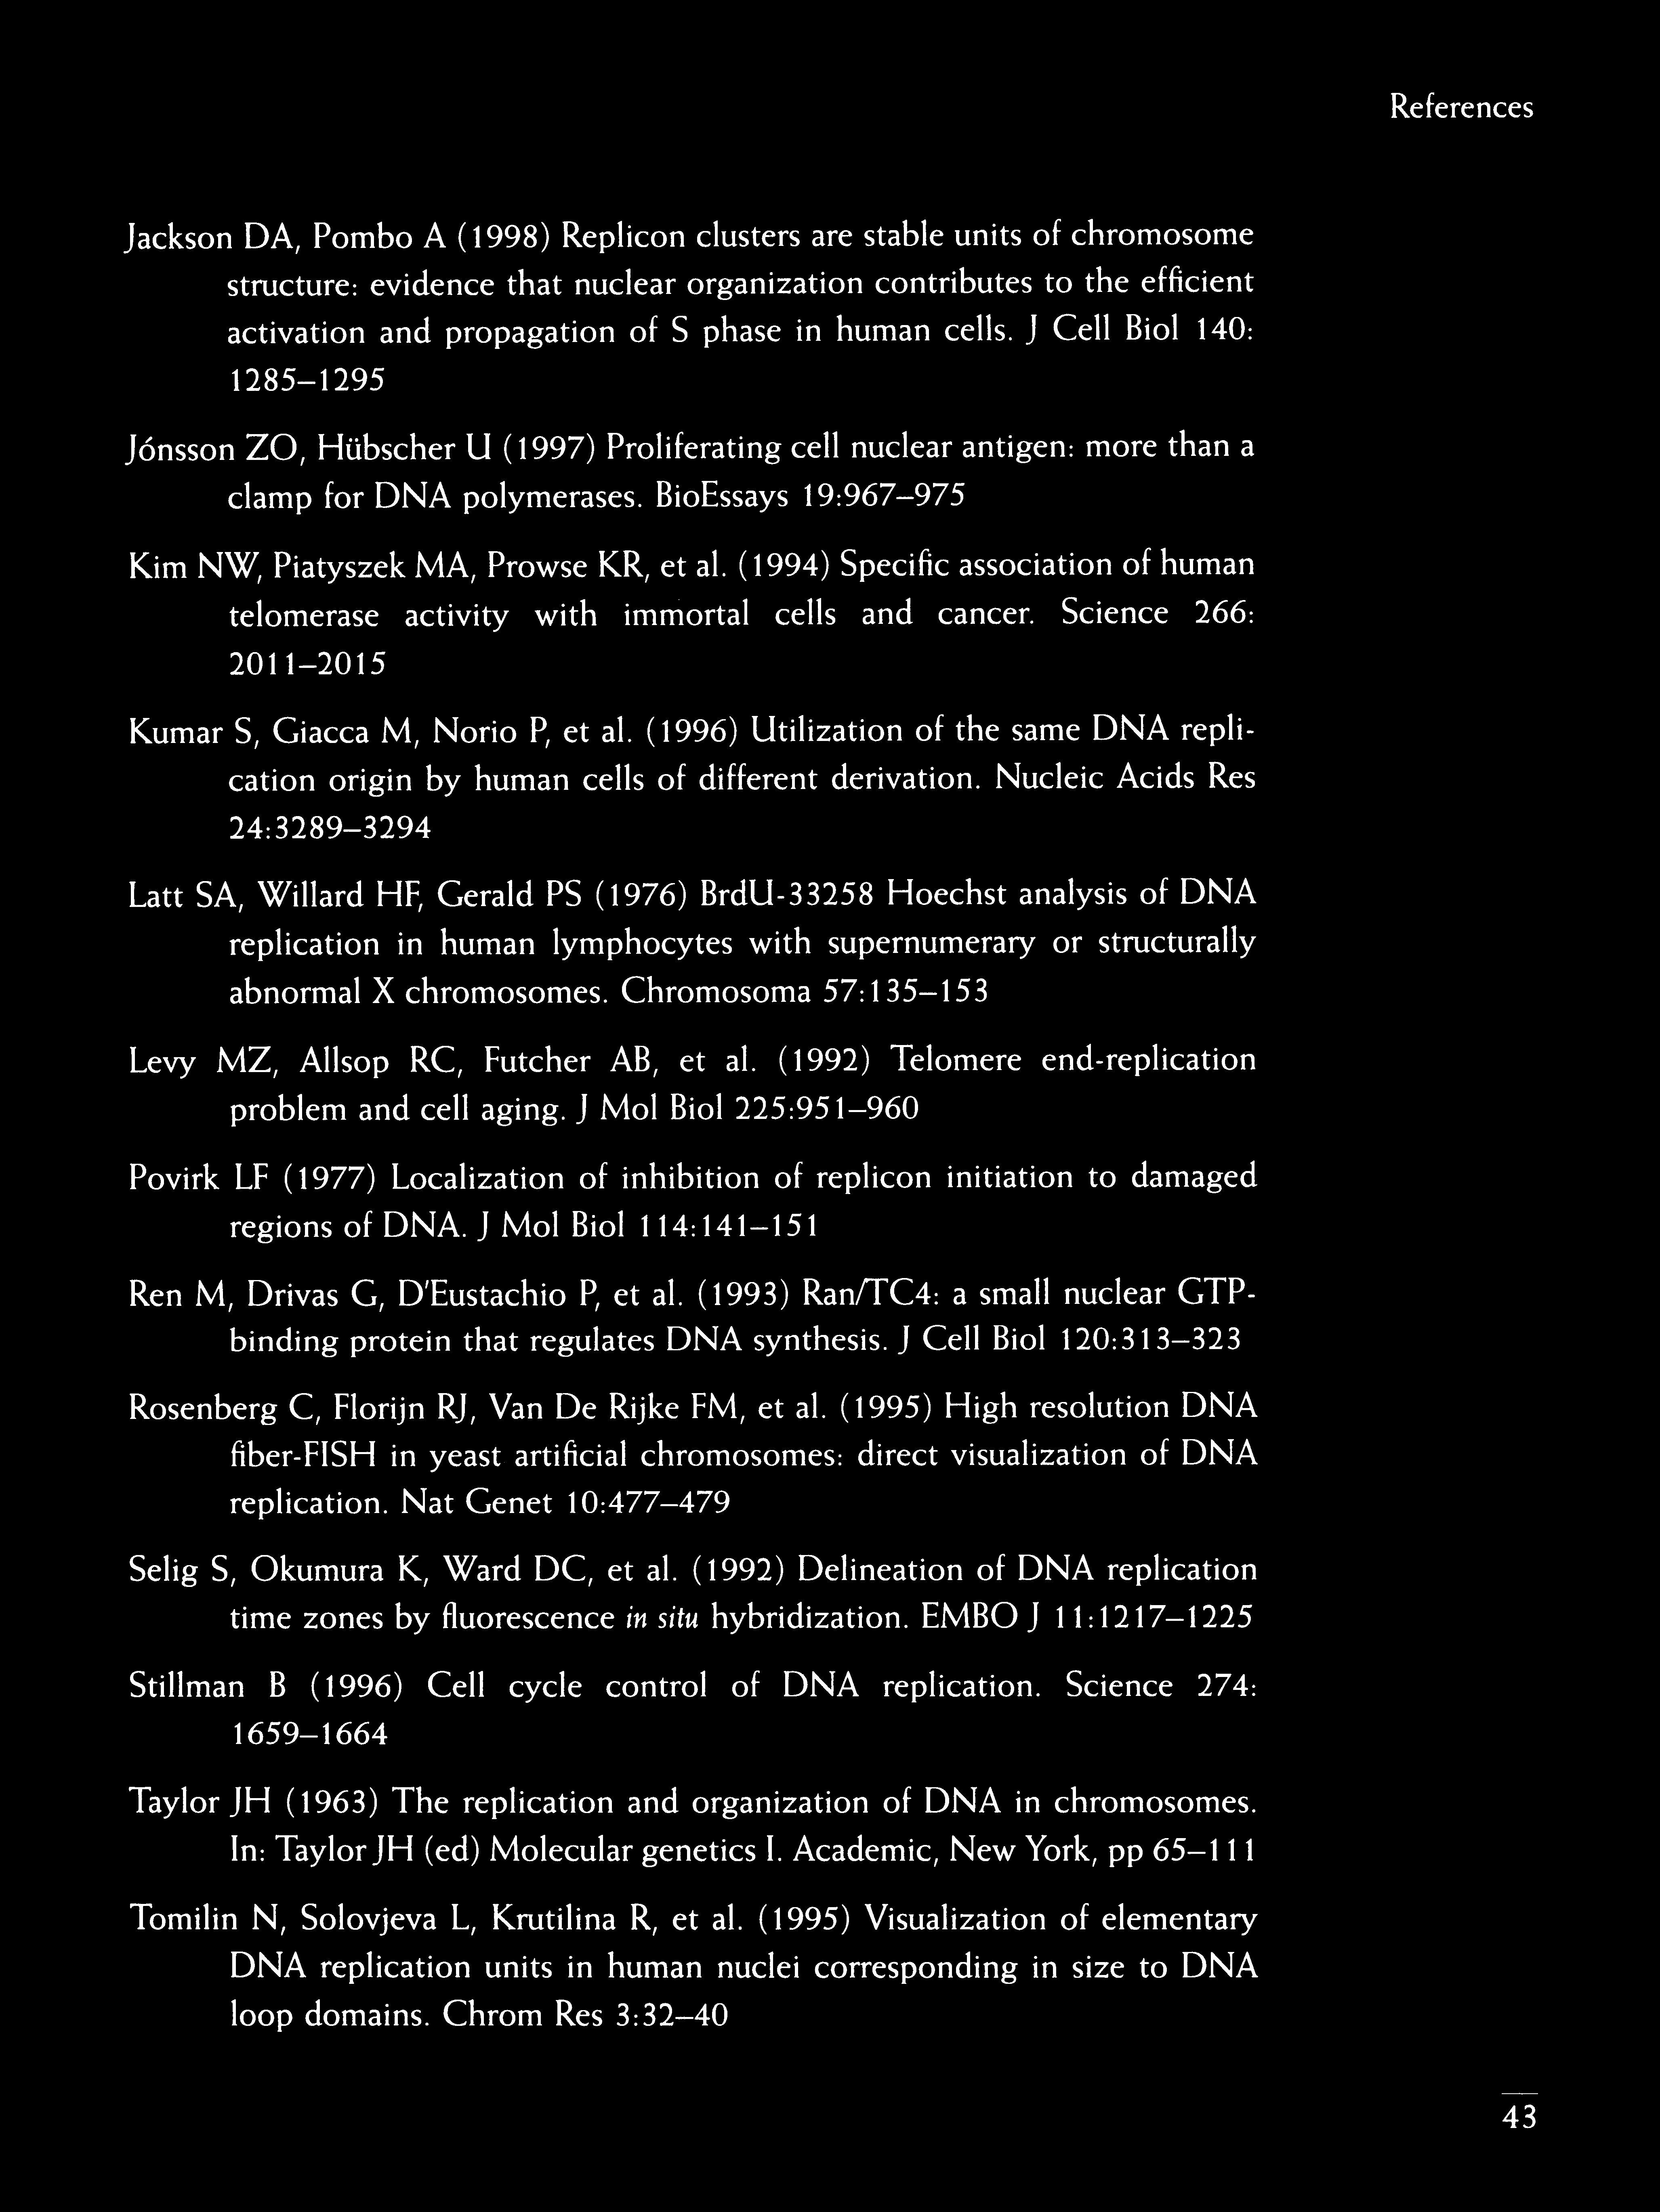 References
Jackson DA, Pombo A (1998) Replicon clusters are stable units of chromosome
structure: evidence that nuclear organization contributes to the efficient
activation and propagation of S phase in human cells. J Cell Biol 140:
1285–1295
Jónsson ZO, Hübscher U (1997) Proliferating cell nuclear antigen: more than a
clamp for DNA polymerases. BioEssays 19:967–975
Kim NW, Piatyszek MA, Prowse KR, et al. (1994) Specific association of human
telomerase activity with immortal cells and cancer. Science 266:
2011–2015
Kumar S, Giacca M, Norio P, et al. (1996) Utilization of the same DNA repli-
cation origin by human cells of different derivation. Nucleic Acids Res
24:3289–3294
Latt SA, Willard HF, Gerald PS (1976) BrdU-33258 Hoechst analysis of DNA
replication in human lymphocytes with supernumerary or structurally
abnormal X chromosomes. Chromosoma 57:135–153
Levy MZ, Allsop RC, Futcher AB, et al. (1992) Telomere end-replication
problem and cell aging. J Mol Biol 225:951–960
Povirk LF (1977) Localization of inhibition of replicon initiation to damaged
regions of DNA. J Mol Biol 114:141–151
Ren M, Drivas G, D'Eustachio P, et al. (1993) Ran/TC4: a small nuclear GTP-
binding protein that regulates DNA synthesis. J Cell Biol 120:313–323
Rosenberg C, Florijn RJ, Van De Rijke FM, et al. (1995) High resolution DNA
fiber-FISH in yeast artificial chromosomes: direct visualization of DNA
replication. Nat Genet 10:477–479
Selig S, Okumura K, Ward DC, et al. (1992) Delineation of DNA replication
time zones by fluorescence in situ hybridization. EMBO J 11:1217–1225
Stillman B (1996) Cell cycle control of DNA replication. Science 274:
1659–1664
Taylor JH (1963) The replication and organization of DNA in chromosomes.
In: Taylor JH (ed) Molecular genetics I. Academic, New York, pp 65–111
Tomilin N, Solovjeva L, Krutilina R, et al. (1995) Visualization of elementary
DNA replication units in human nuclei corresponding in size to DNA
loop domains. Chrom Res 3:32–40
43